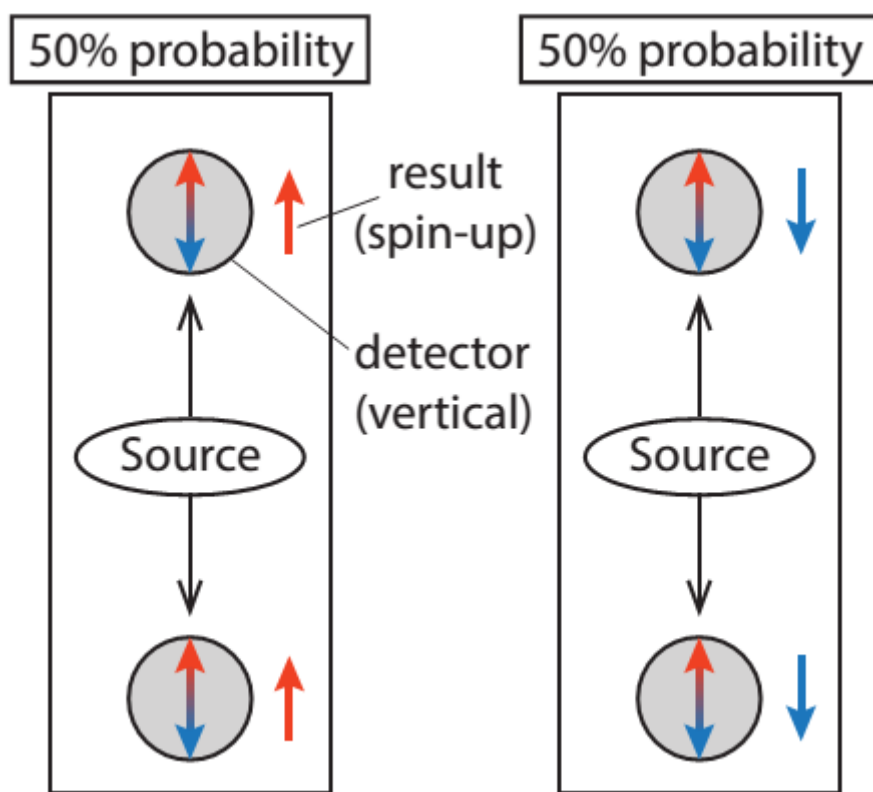 50% probability
50% probability
result
(spin-up)
detector
(vertical)
Source
Source